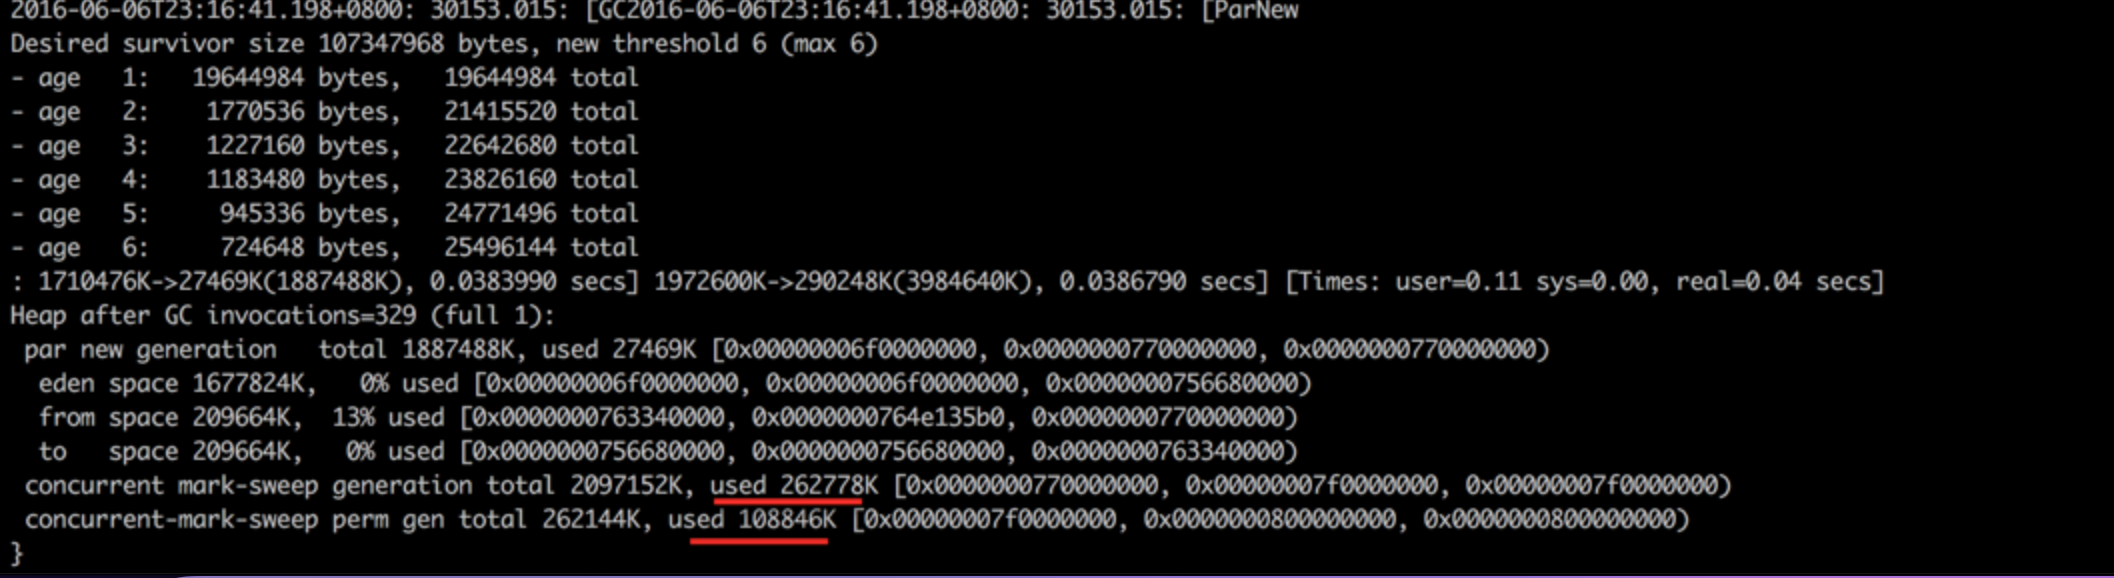 2016-06-06T23:16:41.198+0800: 30153.015: [GC2016-06-06T23:16:41.198+0800: 30153.015: [ParNew
Desired survivor size 107347968 bytes, new threshold 6 (max 6)
- age   1:   19644984 bytes,   19644984 total
- age   2:    1770536 bytes,   21415520 total
- age   3:    1227160 bytes,   22642680 total
- age   4:    1183480 bytes,   23826160 total
- age   5:     945336 bytes,   24771496 total
- age   6:     724648 bytes,   25496144 total
: 1710476K->27469K(1887488K), 0.0383990 secs] 1972600K->290248K(3984640K), 0.0386790 secs] [Times: user=0.11 sys=0.00, real=0.04 secs]
Heap after GC invocations=329 (full 1):
 par new generation   total 1887488K, used 27469K [0x00000006f0000000, 0x0000000770000000, 0x0000000770000000)
  eden space 1677824K,   0% used [0x00000006f0000000, 0x00000006f0000000, 0x0000000756680000)
  from space 209664K,  13% used [0x0000000763340000, 0x0000000764e135b0, 0x0000000770000000)
  to   space 209664K,   0% used [0x0000000756680000, 0x0000000756680000, 0x0000000763340000)
 concurrent mark-sweep generation total 2097152K, used 262778K [0x0000000770000000, 0x00000007f0000000, 0x00000007f0000000)
 concurrent-mark-sweep perm gen total 262144K, used 108846K [0x00000007f0000000, 0x0000000800000000, 0x0000000800000000)
}